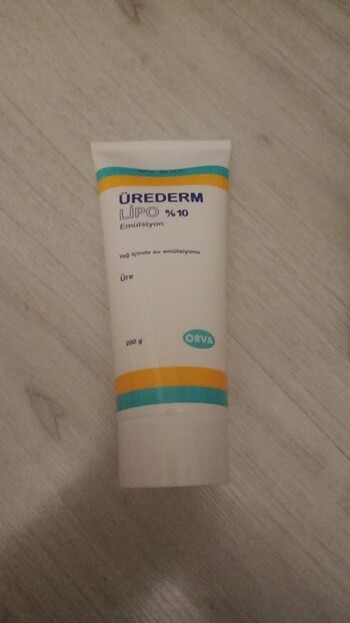 ÜREDERM
LİPO %10
Emülsiyon
Yağ içinde su emülsiyonu
Üre
200 g
ORVA